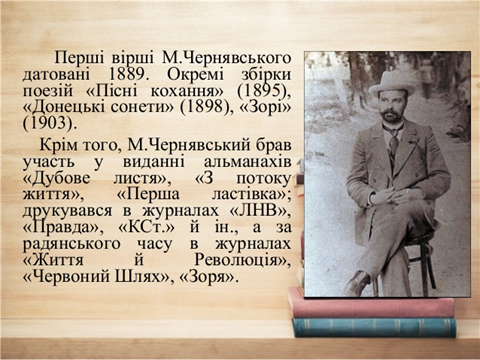 Перші вірші М.Чернявського
датовані 1889. Окремі збірки
поезій «Пісні кохання» (1895),
«Донецькі сонети» (1898), «Зорі»
(1903).
Крім того, М.Чернявський брав
участь у виданні альманахів
«Дубове листя», «З потоку
життя», «Перша ластівка»;
друкувався в журналах «ЛНВ»,
«Правда», «КСт.» й ін., а за
радянського часу в журналах
«Життя й Революція»,
«Червоний Шлях», «Зоря».